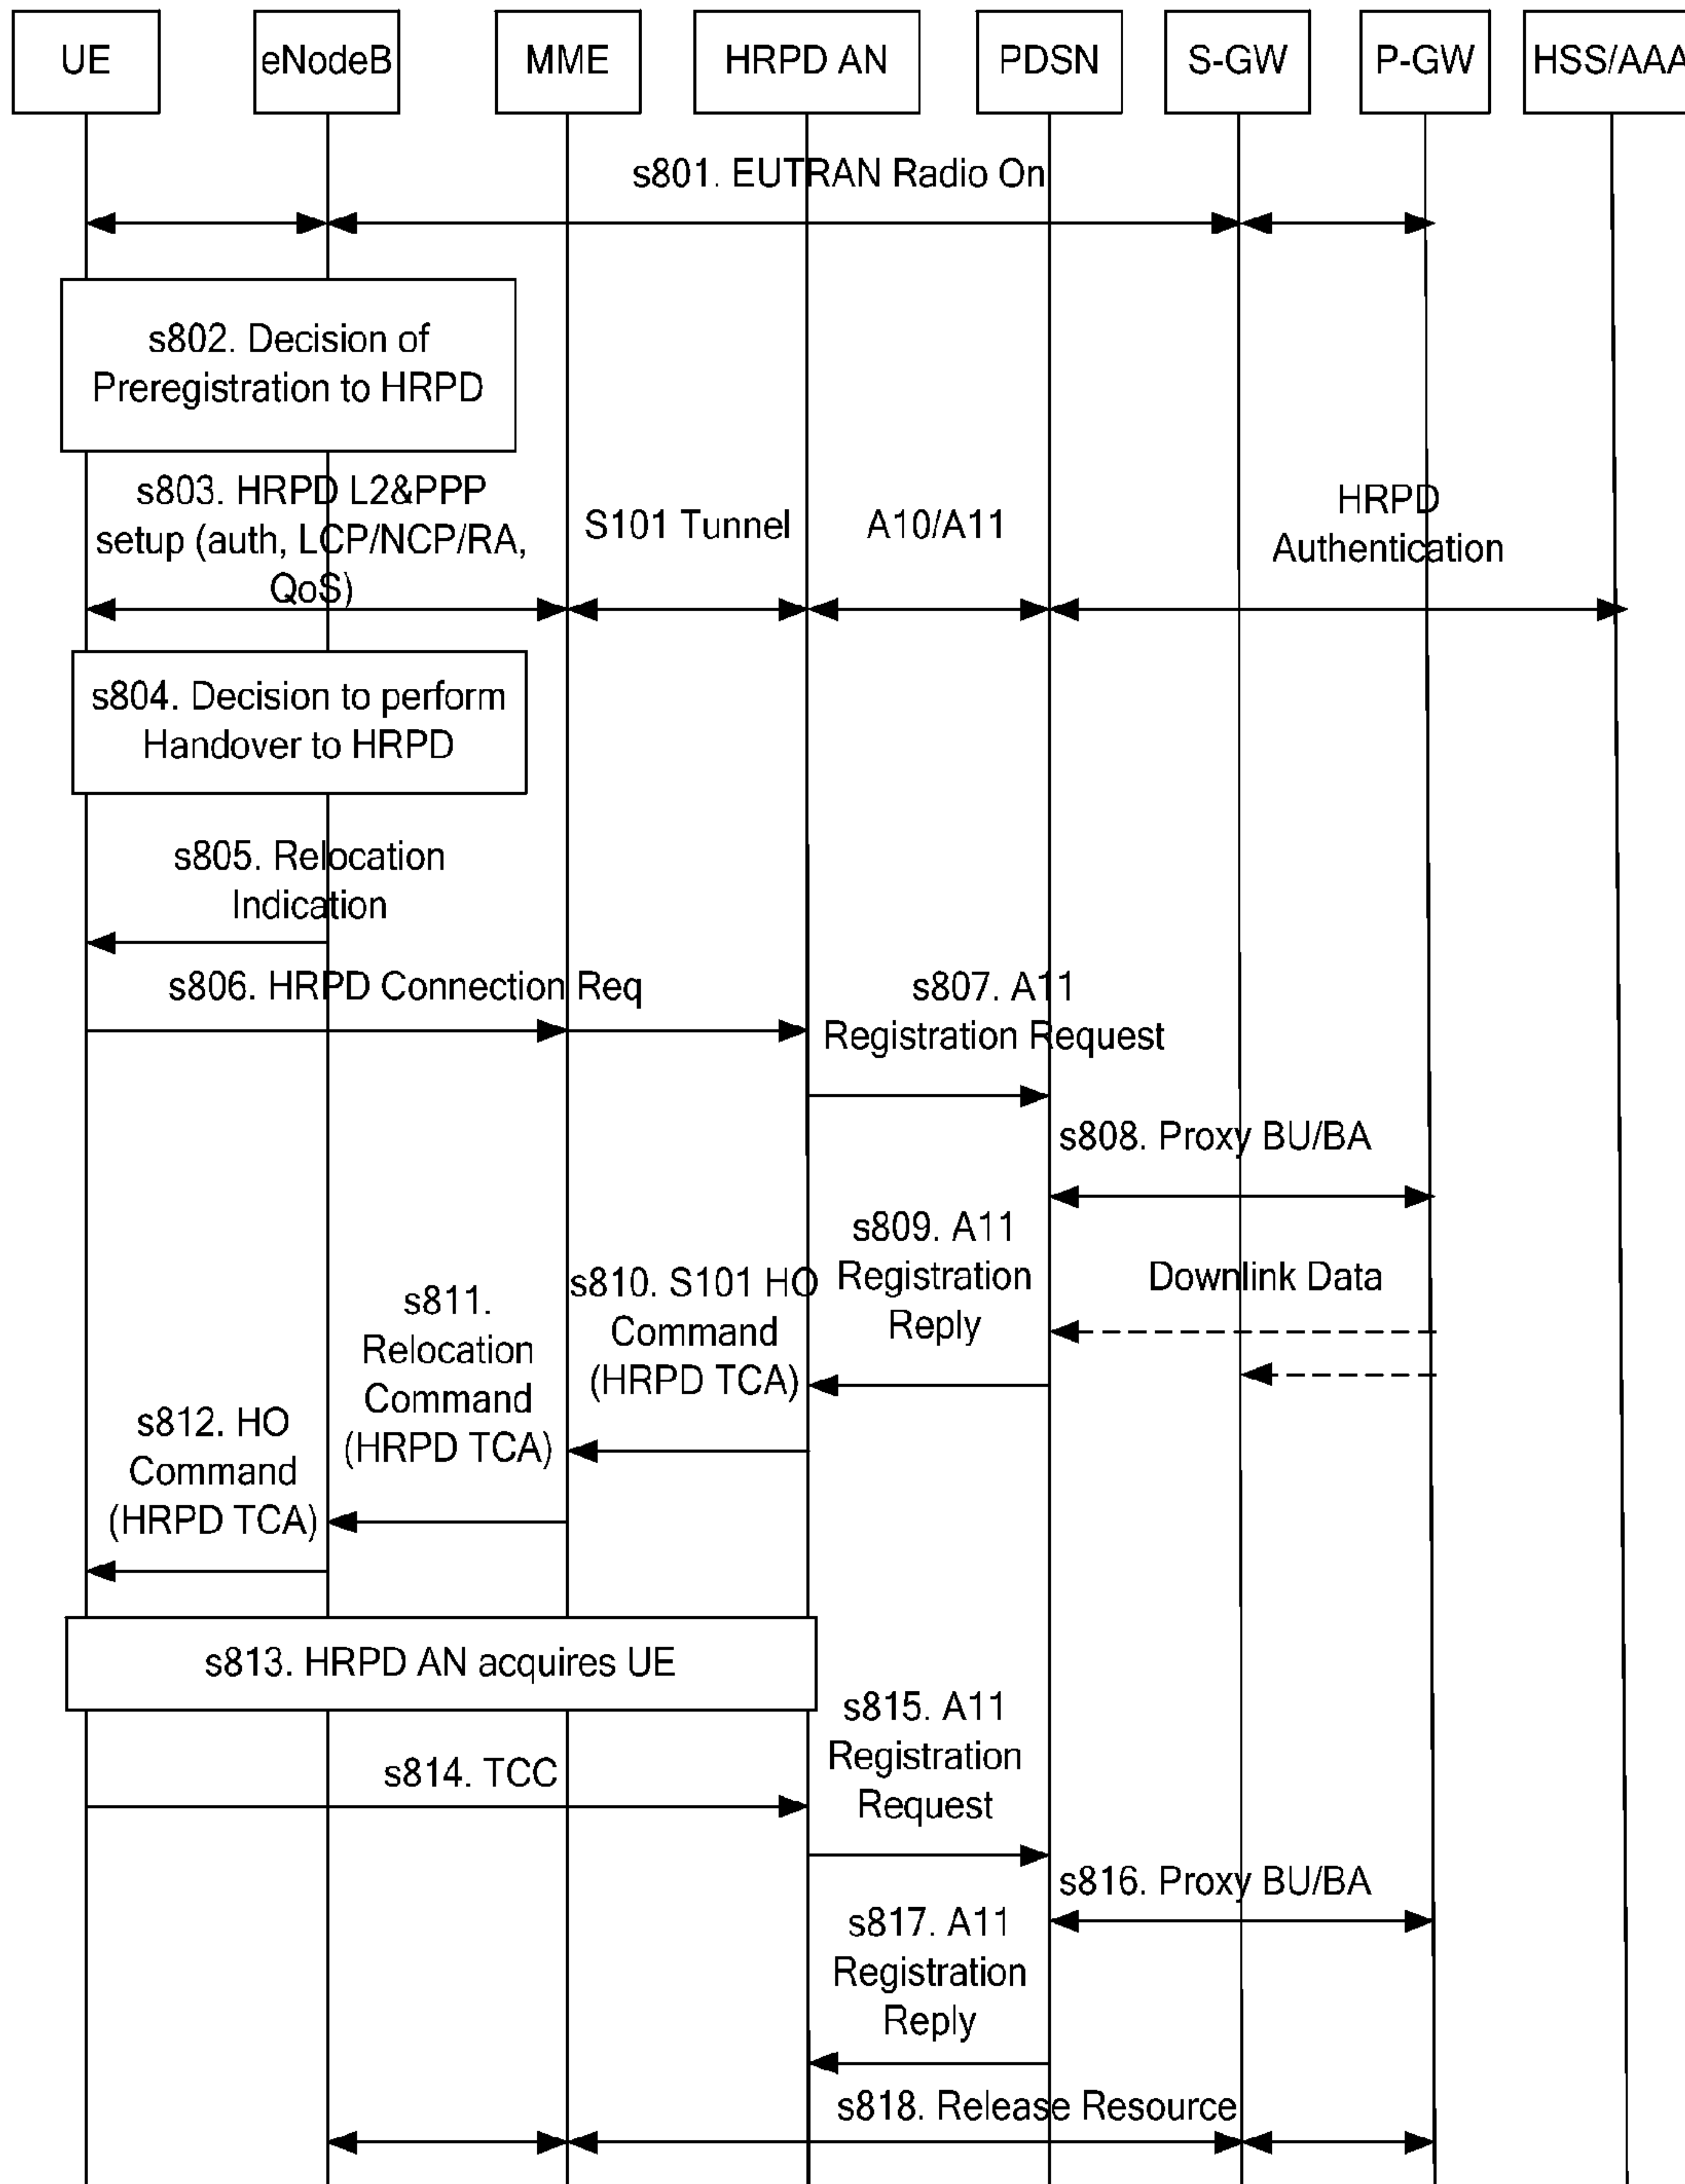 UE
eNodeB
MME
HRPD AN
PDSN
S-GW
P-GW
HSS/AAA
s801. EUTRAN Radio On
s802. Decision of
Preregistration to HRPD
s803. HRPD L2&PPP
setup (auth, LCP/NCP/RA,
QoS)
S101 Tunnel
A10/A11
HRPD
Authentication
s804. Decision to perform
Handover to HRPD
s805. Relocation
Indication
s806. HRPD Connection Req
s807. A11
Registration Request
s808. Proxy BU/BA
s809. A11
Registration
Reply
Downlink Data
s810. S101 HO
Command
(HRPD TCA)
s811.
Relocation
Command
(HRPD TCA)
s812. HO
Command
(HRPD TCA)
s813. HRPD AN acquires UE
s814. TCC
s815. A11
Registration
Request
s816. Proxy BU/BA
s817. A11
Registration
Reply
s818. Release Resource